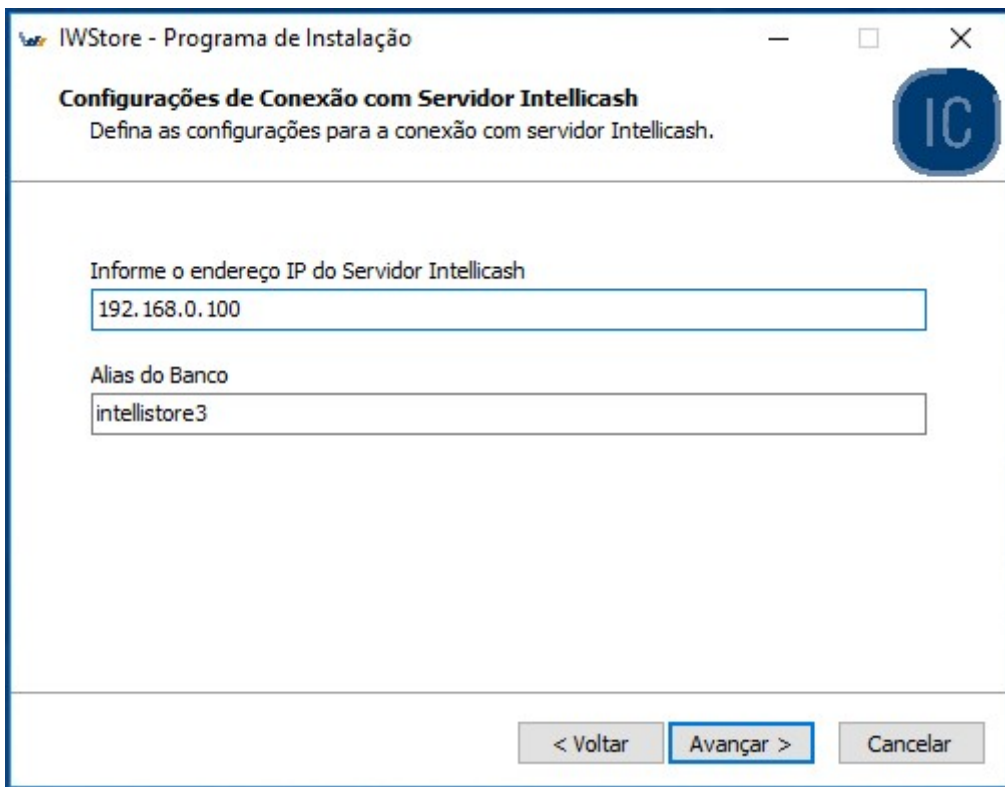 IWStore - Programa de Instalação
Configurações de Conexão com Servidor Intellicash
Defina as configurações para a conexão com servidor Intellicash.
IC
Informe o endereço IP do Servidor Intellicash
192.168.0.100
Alias do Banco
intellistore3
< Voltar
Avançar >
Cancelar